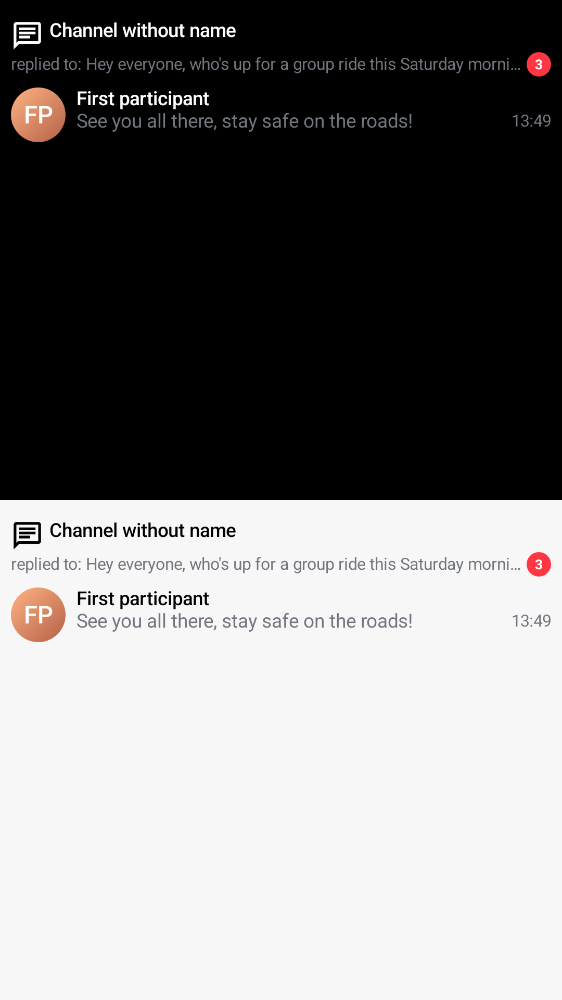 Channel without name
replied to: Hey everyone, who's up for a group ride this Saturday morni... 3
FP First participant
See you all there, stay safe on the roads! 13:49
Channel without name
replied to: Hey everyone, who's up for a group ride this Saturday morni... 3
FP First participant
See you all there, stay safe on the roads! 13:49